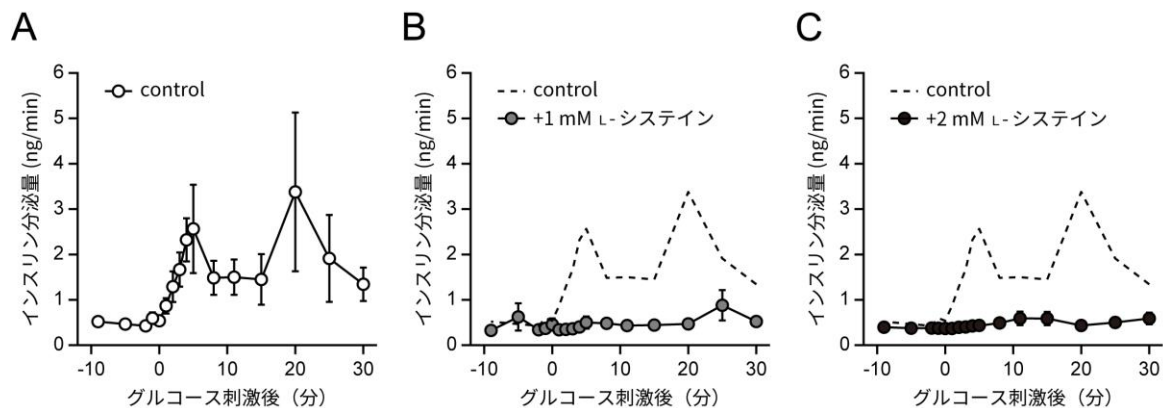 A
インスリン分泌量 (ng/min)
6
5
4
3
2
1
0
control
-10 0 10 20 30
グルコース刺激後（分）
B
インスリン分泌量 (ng/min)
6
5
4
3
2
1
0
control
+1 mM L-システイン
-10 0 10 20 30
グルコース刺激後（分）
C
インスリン分泌量 (ng/min)
6
5
4
3
2
1
0
control
+2 mM L-システイン
-10 0 10 20 30
グルコース刺激後（分）